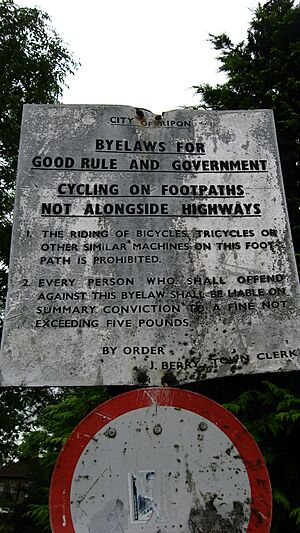 CITY OF RIPON
BYELAWS FOR
GOOD RULE AND GOVERNMENT
CYCLING ON FOOTPATHS
NOT ALONGSIDE HIGHWAYS
1. THE RIDING OF BICYCLES, TRICYCLES OR
OTHER SIMILAR MACHINES ON THIS FOOT
PATH IS PROHIBITED.
2. EVERY PERSON WHO SHALL OFFEND
AGAINST THIS BYELAW SHALL BE LIABLE ON
SUMMARY CONVICTION TO A FINE NOT
EXCEEDING FIVE POUNDS.
BY ORDER
J. BERRY TOWN CLERK